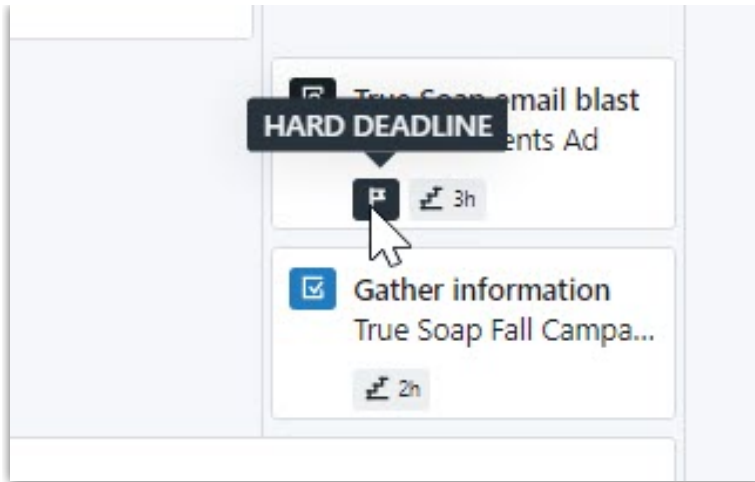 True Soap email blast
HARD DEADLINE
ents Ad
3h
Gather information
True Soap Fall Campa...
2h